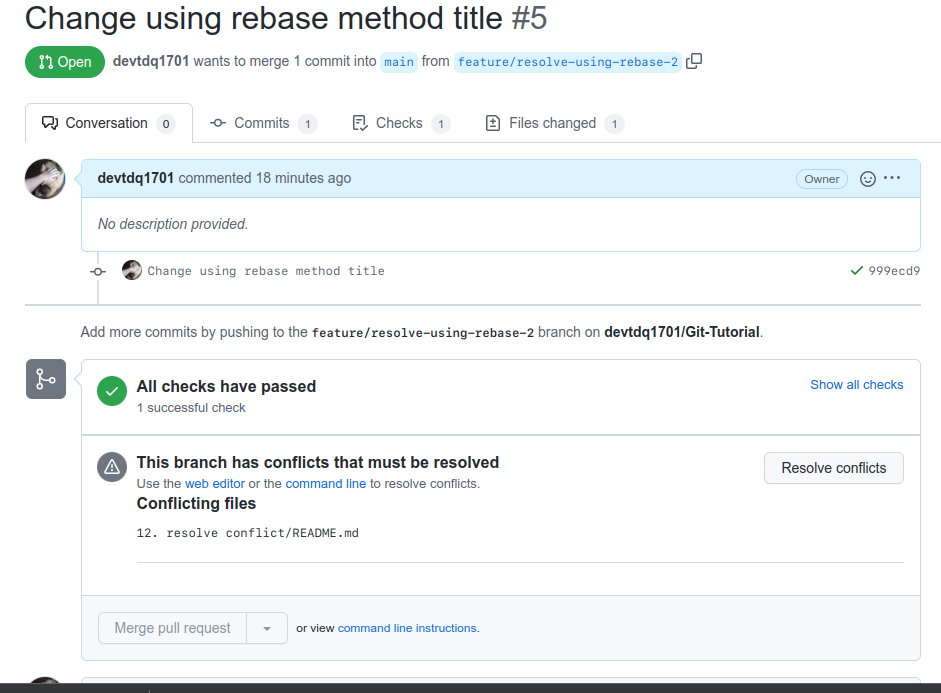 Change using rebase method title #5
Open devtdq1701 wants to merge 1 commit into main from feature/resolve-using-rebase-2
Conversation 0 Commits 1 Checks 1 Files changed 1
devtdq1701 commented 18 minutes ago Owner
No description provided.
Change using rebase method title 999ecd9
Add more commits by pushing to the feature/resolve-using-rebase-2 branch on devtdq1701/Git-Tutorial.
All checks have passed Show all checks
1 successful check
This branch has conflicts that must be resolved Resolve conflicts
Use the web editor or the command line to resolve conflicts.
Conflicting files
12. resolve conflict/README.md
Merge pull request or view command line instructions.